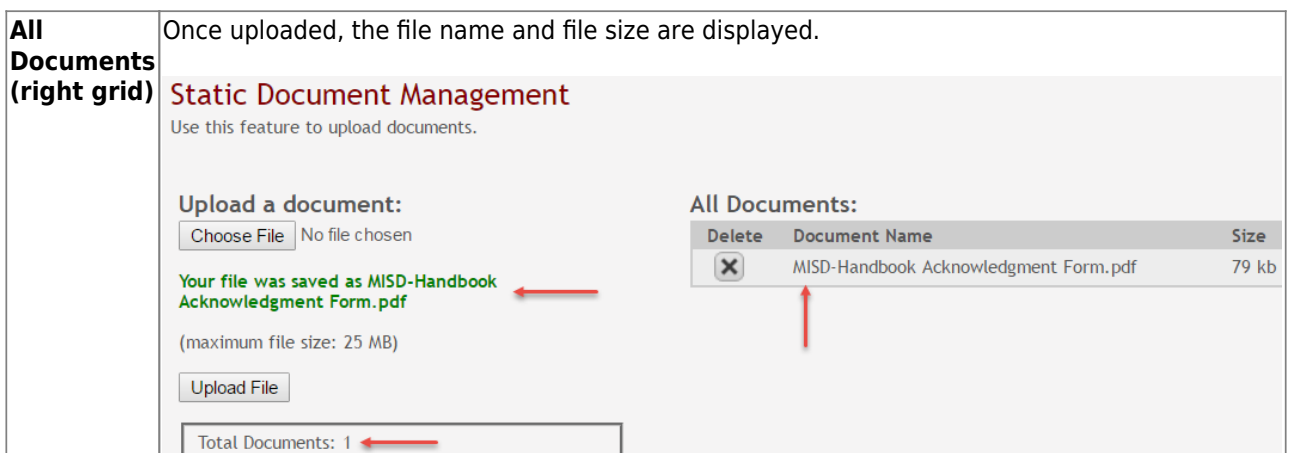 All
Documents
(right grid)
Once uploaded, the file name and file size are displayed.
Static Document Management
Use this feature to upload documents.
Upload a document:
Choose File No file chosen
Your file was saved as MISD-Handbook
Acknowledgment Form.pdf
(maximum file size: 25 MB)
Upload File
Total Documents: 1
All Documents:
Delete Document Name Size
MISD-Handbook Acknowledgment Form.pdf 79 kb